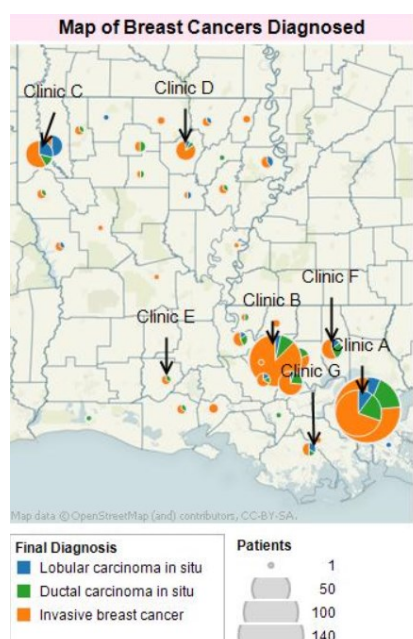 Map of Breast Cancers Diagnosed
Clinic C
Clinic D
Clinic F
Clinic B
Clinic E
Clinic A
Clinic G
Map data © OpenStreetMap (and) contributors, CC-BY-SA.
Final Diagnosis
Lobular carcinoma in situ
Ductal carcinoma in situ
Invasive breast cancer
Patients
1
50
100
140